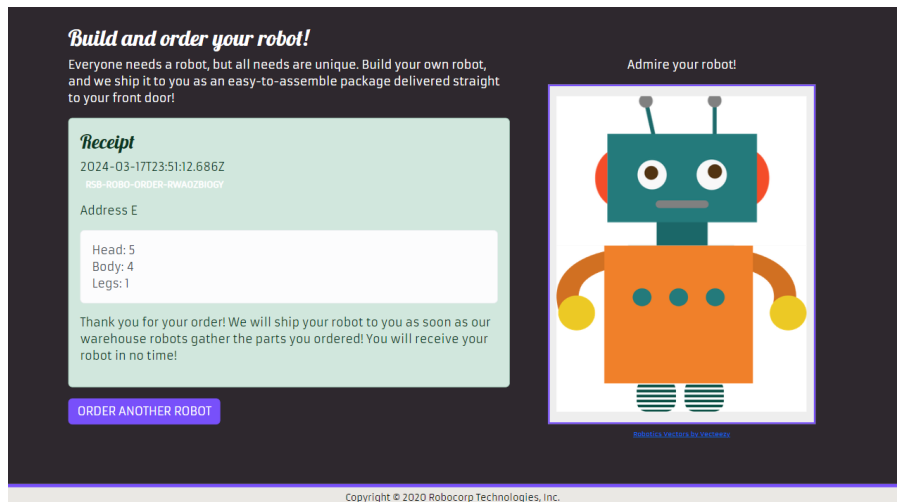 Build and order your robot!
Everyone needs a robot, but all needs are unique. Build your own robot,
and we ship it to you as an easy-to-assemble package delivered straight
to your front door!
Receipt
2024-03-17T23:51:12.686Z
RSB-ROBO-ORDER-RWAOZBIOGY
Address E
Head: 5
Body: 4
Legs: 1
Thank you for your order! We will ship your robot to you as soon as our
warehouse robots gather the parts you ordered! You will receive your
robot in no time!
ORDER ANOTHER ROBOT
Admire your robot!
Robotics Vectors by Vecteezy
Copyright © 2020 Robocorp Technologies, Inc.